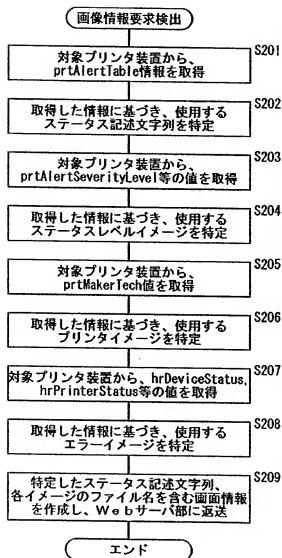 画像情報要求検出
S201
対象プリンタ装置から、
prtAlertTable情報を取得
S202
取得した情報に基づき、使用する
ステータス記述文字列を特定
S203
対象プリンタ装置から、
prtAlertSeverityLevel等の値を取得
S204
取得した情報に基づき、使用する
ステータスレベルイメージを特定
S205
対象プリンタ装置から、
prtMakerTech値を取得
S206
取得した情報に基づき、使用する
プリンタイメージを特定
S207
対象プリンタ装置から、hrDeviceStatus,
hrPrinterStatus等の値を取得
S208
取得した情報に基づき、使用する
エラーイメージを特定
S209
特定したステータス記述文字列、
各イメージのファイル名を含む画面情報
を作成し、Webサーバ部に返送
エンド